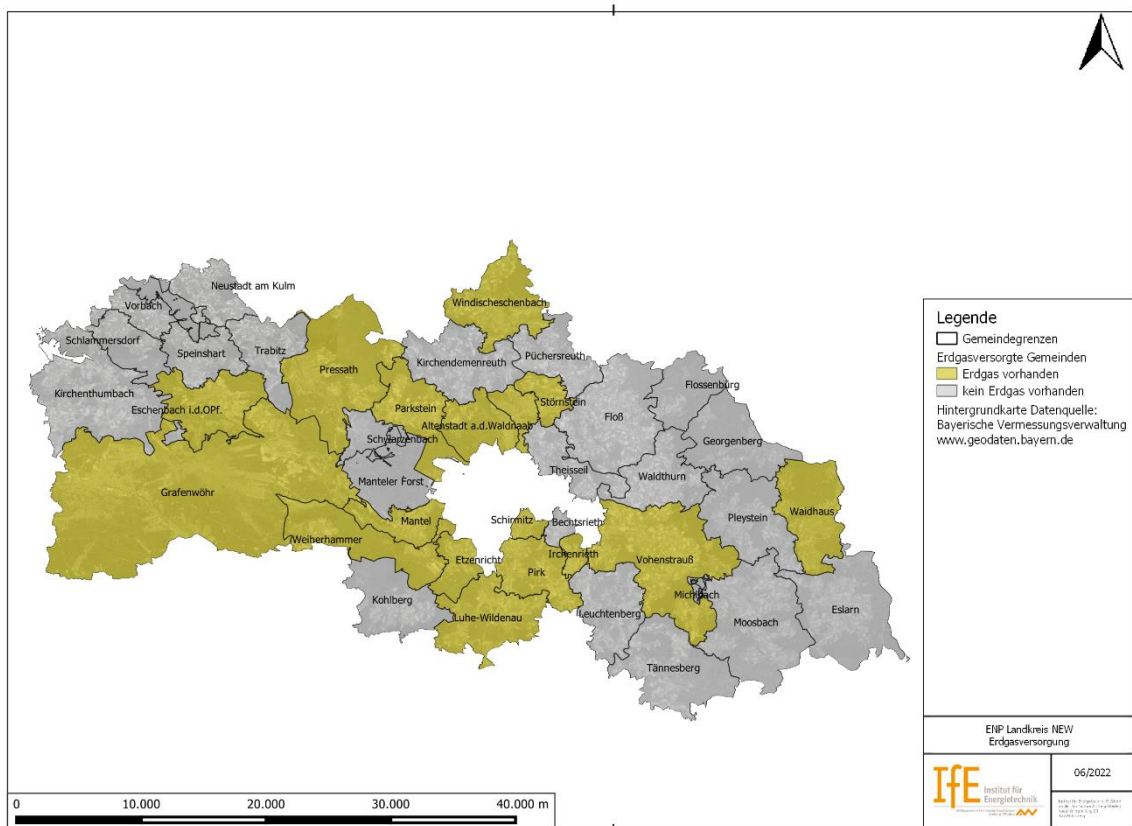 Neustadt am Kulm
Vorbach
Schlammersdorf
Speinshart
Trabitz
Kirchenthumbach
Eschenbach i.d.OPf.
Pressath
Windischeschenbach
Kirchendemenreuth
Püchersreuth
Parkstein
Störnstein
Altenstadt a.d.Waldnaab
Floß
Flossenbürg
Georgenberg
Schwarzenbach
Manteler Forst
Theisseil
Waldthurn
Grafenwöhr
Mantel
Schirmitz
Bechtsrieth
Pleystein
Waidhaus
Weiherhammer
Etzenricht
Irchenrieth
Pirk
Vohenstrauß
Michlbach
Kohlberg
Luhe-Wildenau
Leuchtenberg
Moosbach
Eslarn
Tännesberg
Legende
Gemeindegrenzen
Erdgasversorgte Gemeinden
Erdgas vorhanden
kein Erdgas vorhanden
Hintergrundkarte Datenquelle:
Bayerische Vermessungsverwaltung
www.geodaten.bayern.de
ENP Landkreis NEW
Erdgasversorgung
IfE Institut für
Energietechnik
06/2022
0 10.000 20.000 30.000 40.000 m